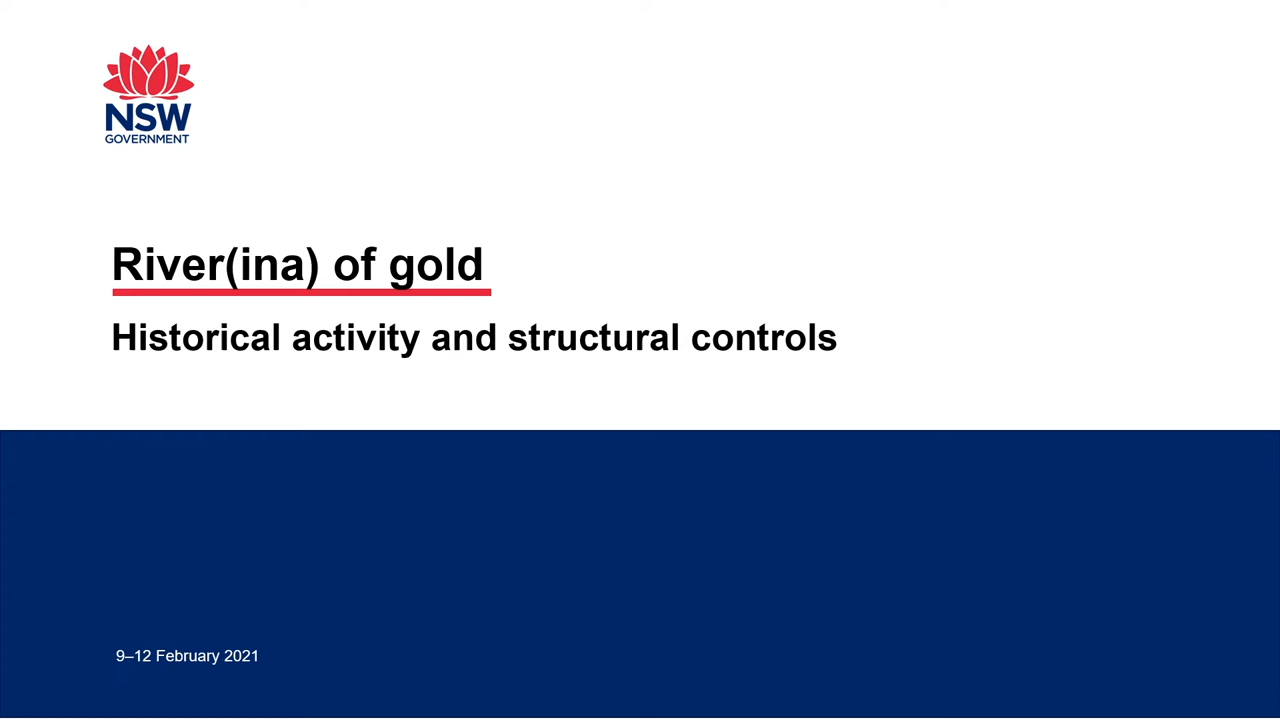 NSW
GOVERNMENT
River(ina) of gold
Historical activity and structural controls
9–12 February 2021